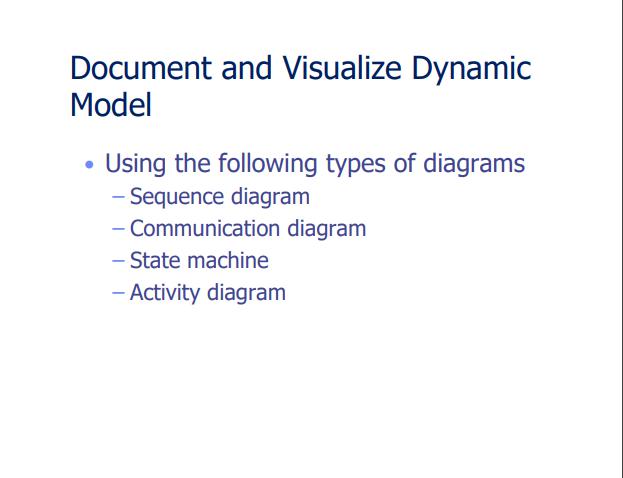 Document and Visualize Dynamic
Model
• Using the following types of diagrams
– Sequence diagram
– Communication diagram
– State machine
– Activity diagram